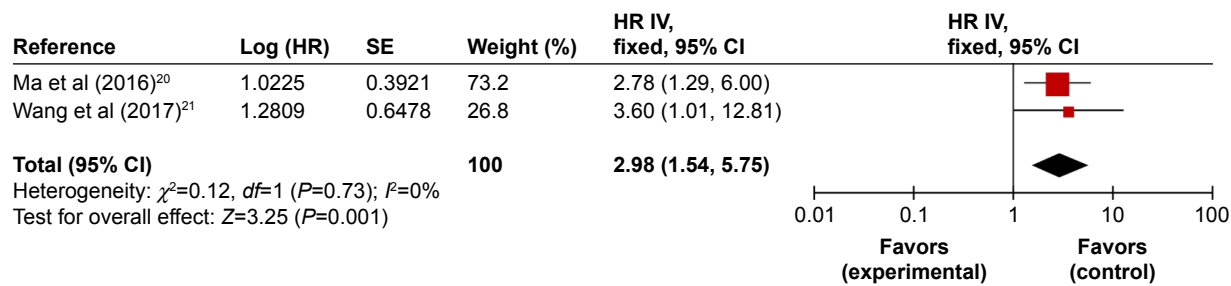 HR IV, HR IV,
Reference Log (HR) SE Weight (%) fixed, 95% CI fixed, 95% CI
Ma et al (2016)²⁰ 1.0225 0.3921 73.2 2.78 (1.29, 6.00)
Wang et al (2017)²¹ 1.2809 0.6478 26.8 3.60 (1.01, 12.81)
Total (95% CI) 100 2.98 (1.54, 5.75)
Heterogeneity: χ²=0.12, df=1 (P=0.73); I²=0%
Test for overall effect: Z=3.25 (P=0.001)
0.01 0.1 1 10 100
Favors Favors
(experimental) (control)